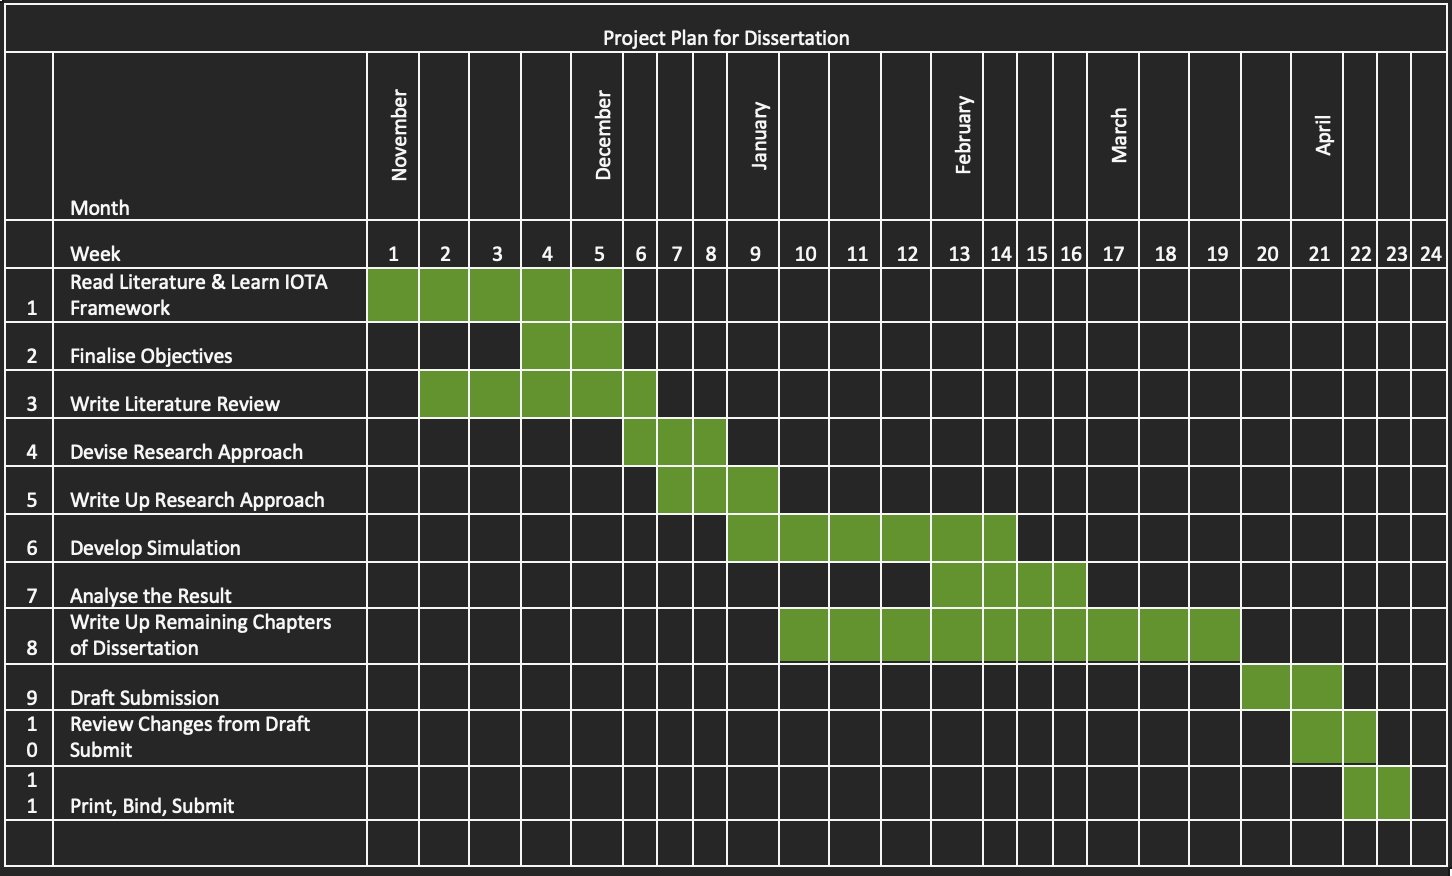 Project Plan for Dissertation
Month November December January February March April
Week 1 2 3 4 5 6 7 8 9 10 11 12 13 14 15 16 17 18 19 20 21 22 23 24
Read Literature & Learn IOTA
1 Framework
2 Finalise Objectives
3 Write Literature Review
4 Devise Research Approach
5 Write Up Research Approach
6 Develop Simulation
7 Analyse the Result
Write Up Remaining Chapters
8 of Dissertation
9 Draft Submission
1 Review Changes from Draft
0 Submit
1
1 Print, Bind, Submit